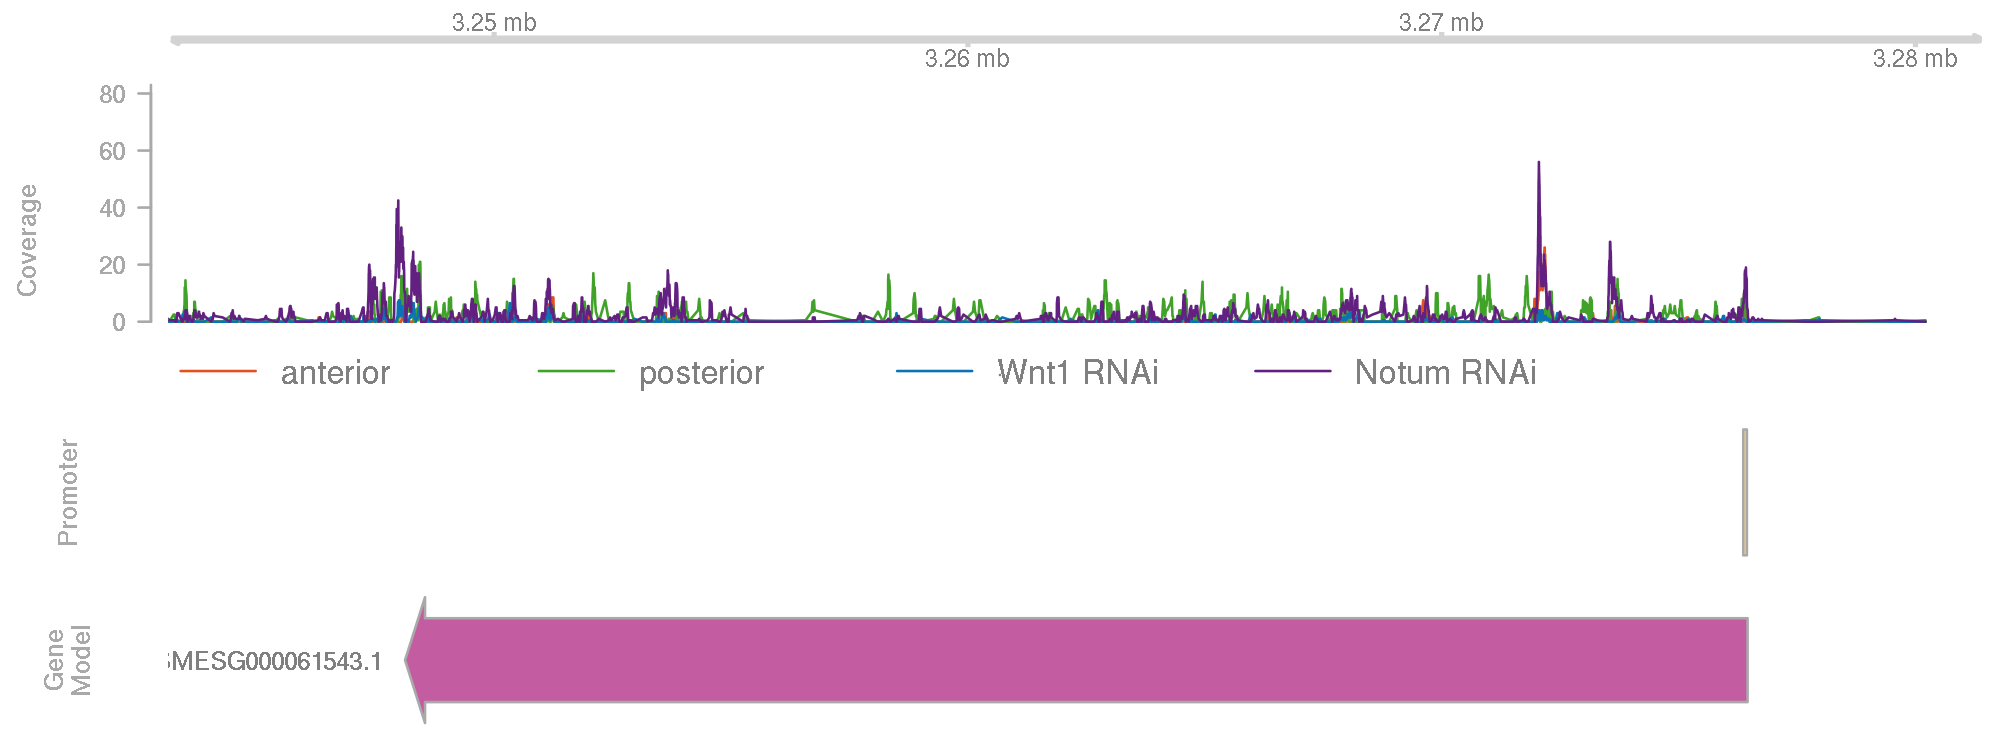 3.25 mb
3.27 mb
3.26 mb
3.28 mb
Coverage
80
60
40
20
0
anterior
posterior
Wnt1 RNAi
Notum RNAi
Promoter
Gene
Model
SMESG000061543.1